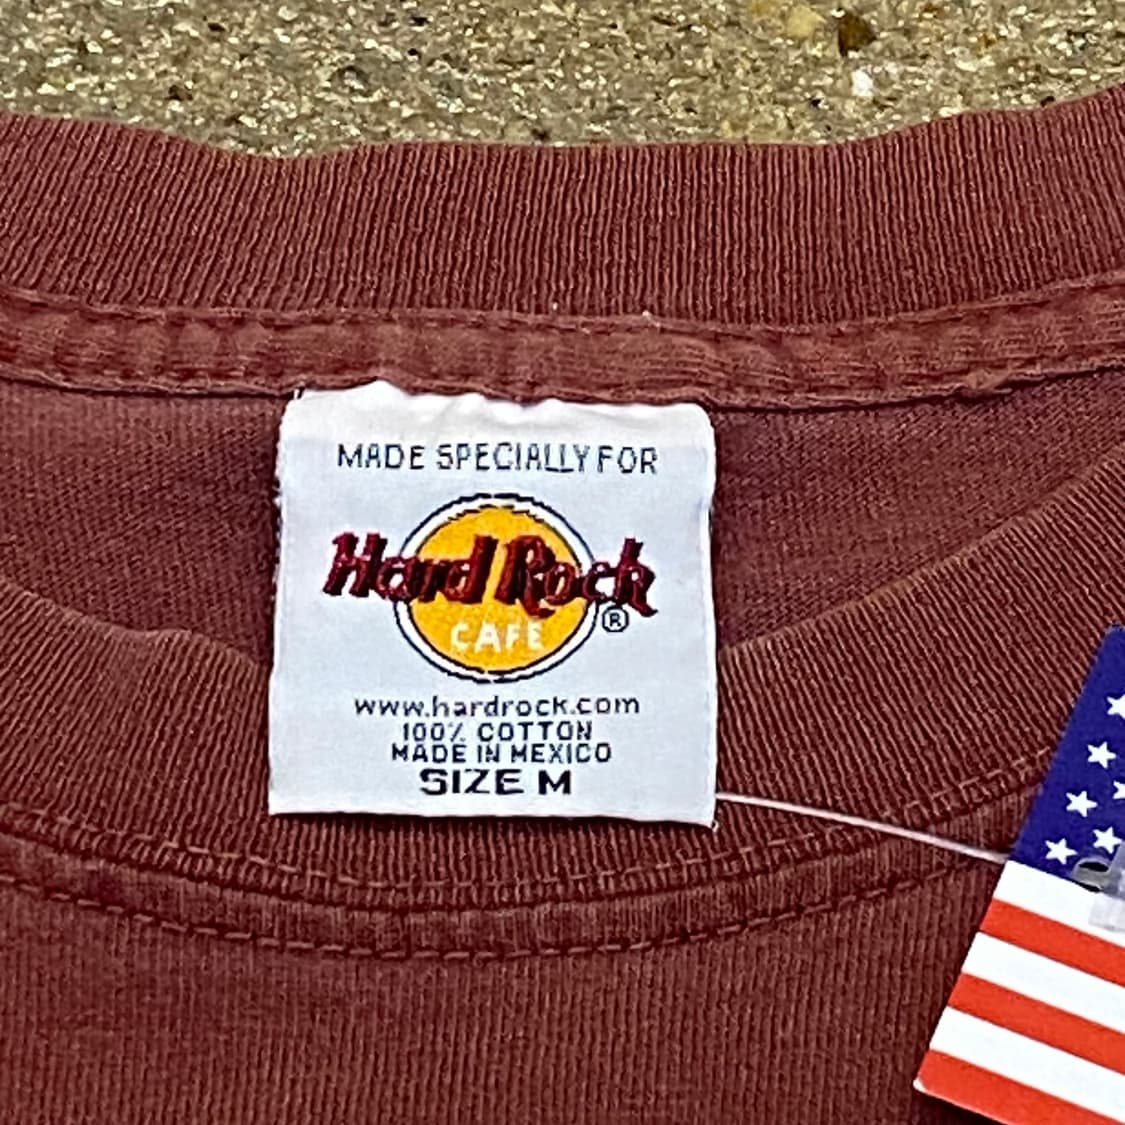 MADE SPECIALLY FOR
Hard Rock
CAFE
®
www.hardrock.com
100% COTTON
MADE IN MEXICO
SIZE M